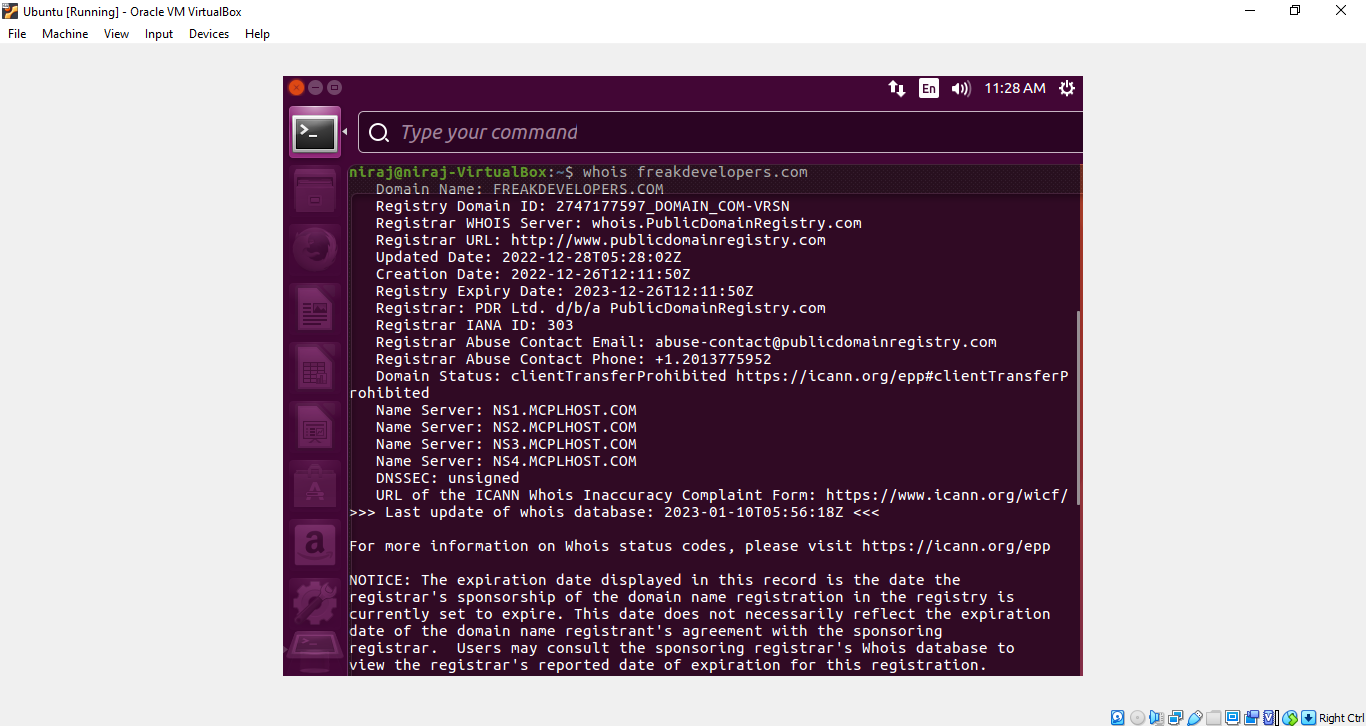 Ubuntu [Running] - Oracle VM VirtualBox
File Machine View Input Devices Help
En 11:28 AM
Type your command
niraj@niraj-VirtualBox:~$ whois freakdevelopers.com
Domain Name: FREAKDEVELOPERS.COM
Registry Domain ID: 2747177597_DOMAIN_COM-VRSN
Registrar WHOIS Server: whois.PublicDomainRegistry.com
Registrar URL: http://www.publicdomainregistry.com
Updated Date: 2022-12-28T05:28:02Z
Creation Date: 2022-12-26T12:11:50Z
Registry Expiry Date: 2023-12-26T12:11:50Z
Registrar: PDR Ltd. d/b/a PublicDomainRegistry.com
Registrar IANA ID: 303
Registrar Abuse Contact Email: abuse-contact@publicdomainregistry.com
Registrar Abuse Contact Phone: +1.2013775952
Domain Status: clientTransferProhibited https://icann.org/epp#clientTransferP
rohibited
Name Server: NS1.MCPLHOST.COM
Name Server: NS2.MCPLHOST.COM
Name Server: NS3.MCPLHOST.COM
Name Server: NS4.MCPLHOST.COM
DNSSEC: unsigned
URL of the ICANN Whois Inaccuracy Complaint Form: https://www.icann.org/wicf/
>>> Last update of whois database: 2023-01-10T05:56:18Z <<<
For more information on Whois status codes, please visit https://icann.org/epp
NOTICE: The expiration date displayed in this record is the date the
registrar's sponsorship of the domain name registration in the registry is
currently set to expire. This date does not necessarily reflect the expiration
date of the domain name registrant's agreement with the sponsoring
registrar.  Users may consult the sponsoring registrar's Whois database to
view the registrar's reported date of expiration for this registration.
Right Ctrl